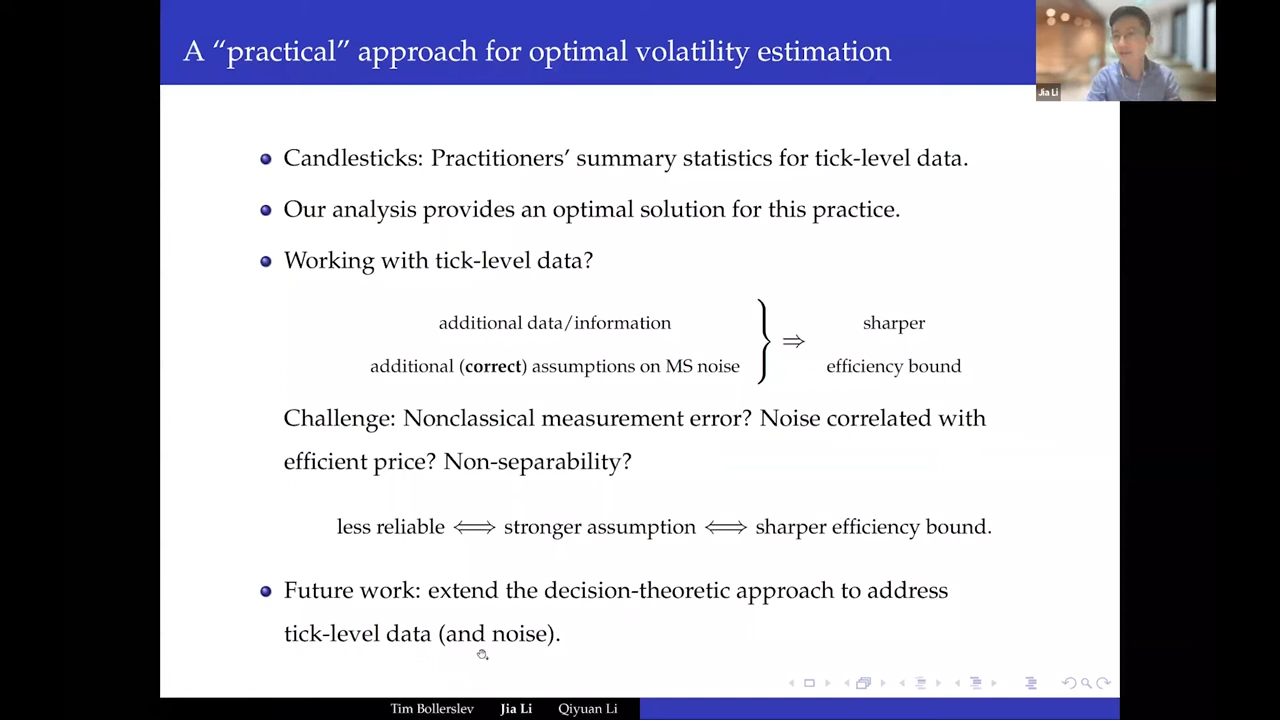 A “practical” approach for optimal volatility estimation
Jia Li
Candlesticks: Practitioners’ summary statistics for tick-level data.
Our analysis provides an optimal solution for this practice.
Working with tick-level data?
additional data/information
additional (correct) assumptions on MS noise
⇒
sharper
efficiency bound
Challenge: Nonclassical measurement error? Noise correlated with
efficient price? Non-separability?
less reliable ⟺ stronger assumption ⟺ sharper efficiency bound.
Future work: extend the decision-theoretic approach to address
tick-level data (and noise).
Tim Bollerslev Jia Li Qiyuan Li